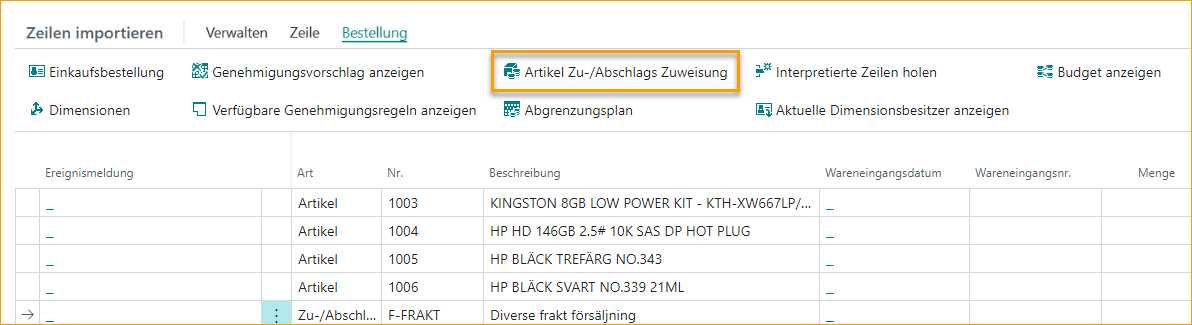 Zeilen importieren Verwalten Zeile Bestellung
Einkaufsbestellung Genehmigungsvorschlag anzeigen Artikel Zu-/Abschlags Zuweisung Interpretierte Zeilen holen Budget anzeigen
Dimensionen Verfügbare Genehmigungsregeln anzeigen Abgrenzungsplan Aktuelle Dimensionsbesitzer anzeigen
Ereignismeldung Art Nr. Beschreibung Wareneingangsdatum Wareneingangsnr. Menge
_ Artikel 1003 KINGSTON 8GB LOW POWER KIT - KTH-XW667LP/... _
_ Artikel 1004 HP HD 146GB 2.5# 10K SAS DP HOT PLUG _
_ Artikel 1005 HP BLÄCK TREFÄRG NO.343 _
_ Artikel 1006 HP BLÄCK SVART NO.339 21ML _
_ Zu-/Abschl... F-FRAKT Diverse frakt försäljning _